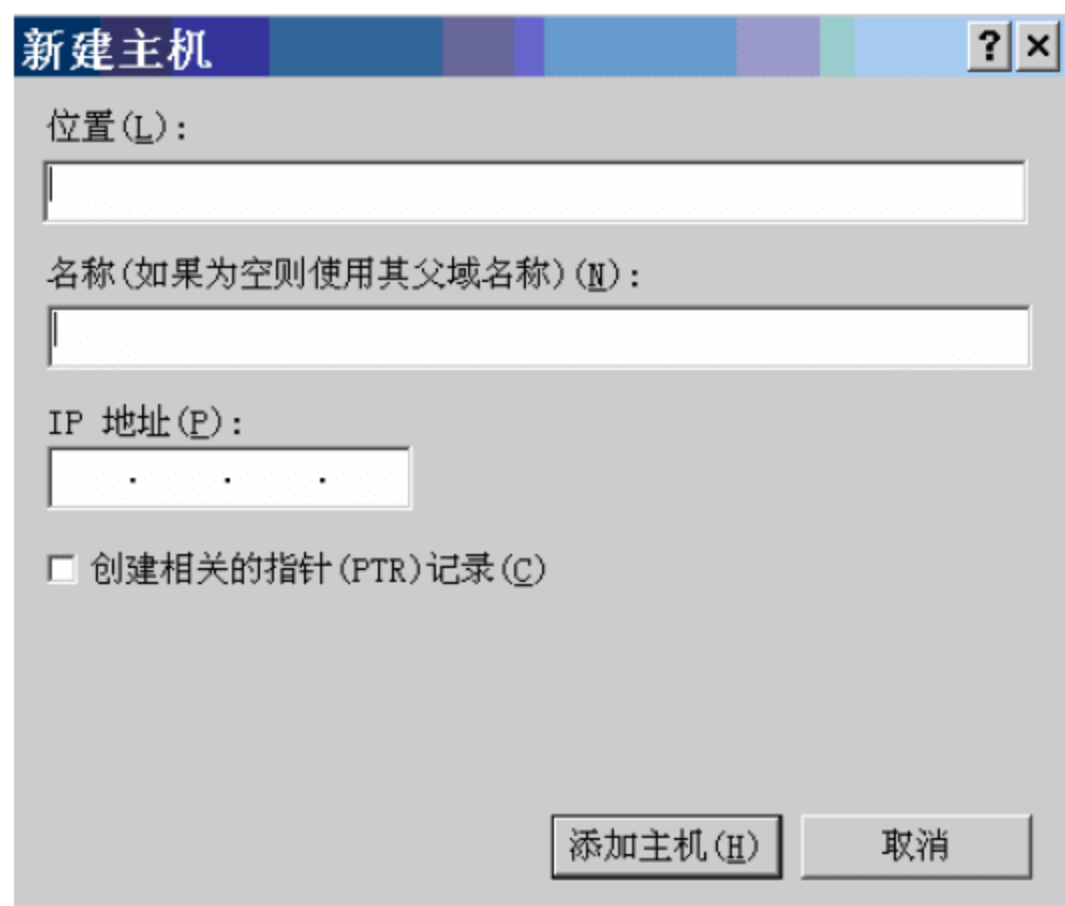 新建主机
位置(L):
名称(如果为空则使用其父域名称)(N):
IP 地址(P):
. . .
创建相关的指针(PTR)记录(C)
添加主机(H) 取消